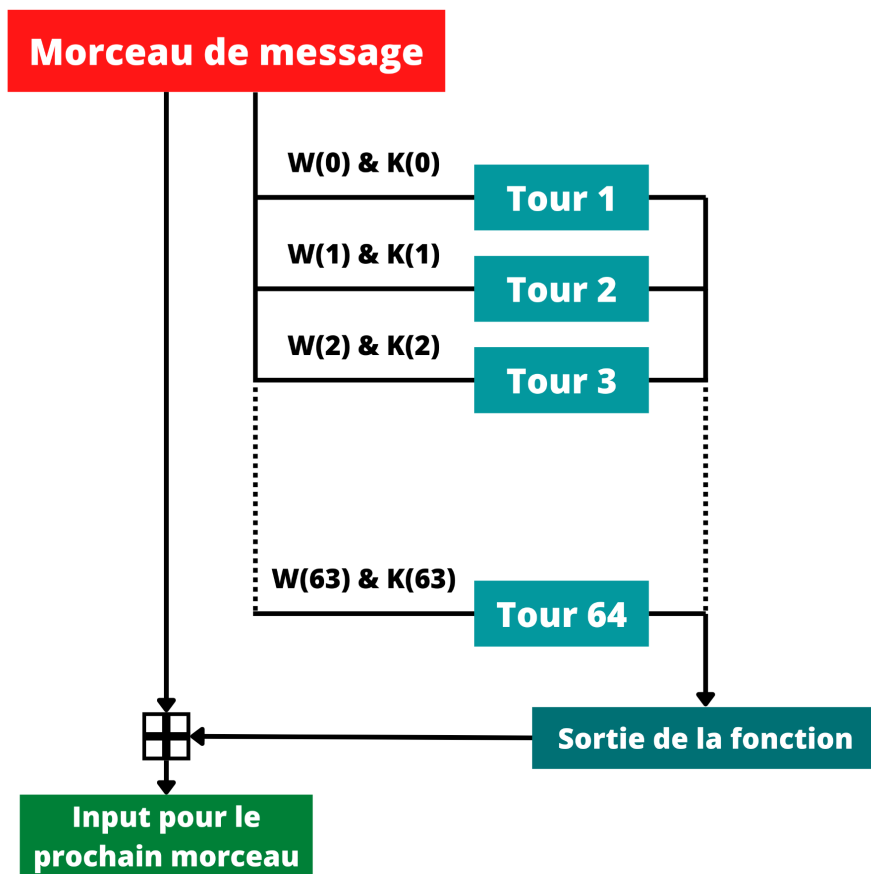 Morceau de message
W(0) & K(0)
Tour 1
W(1) & K(1)
Tour 2
W(2) & K(2)
Tour 3
W(63) & K(63)
Tour 64
Sortie de la fonction
Input pour le
prochain morceau